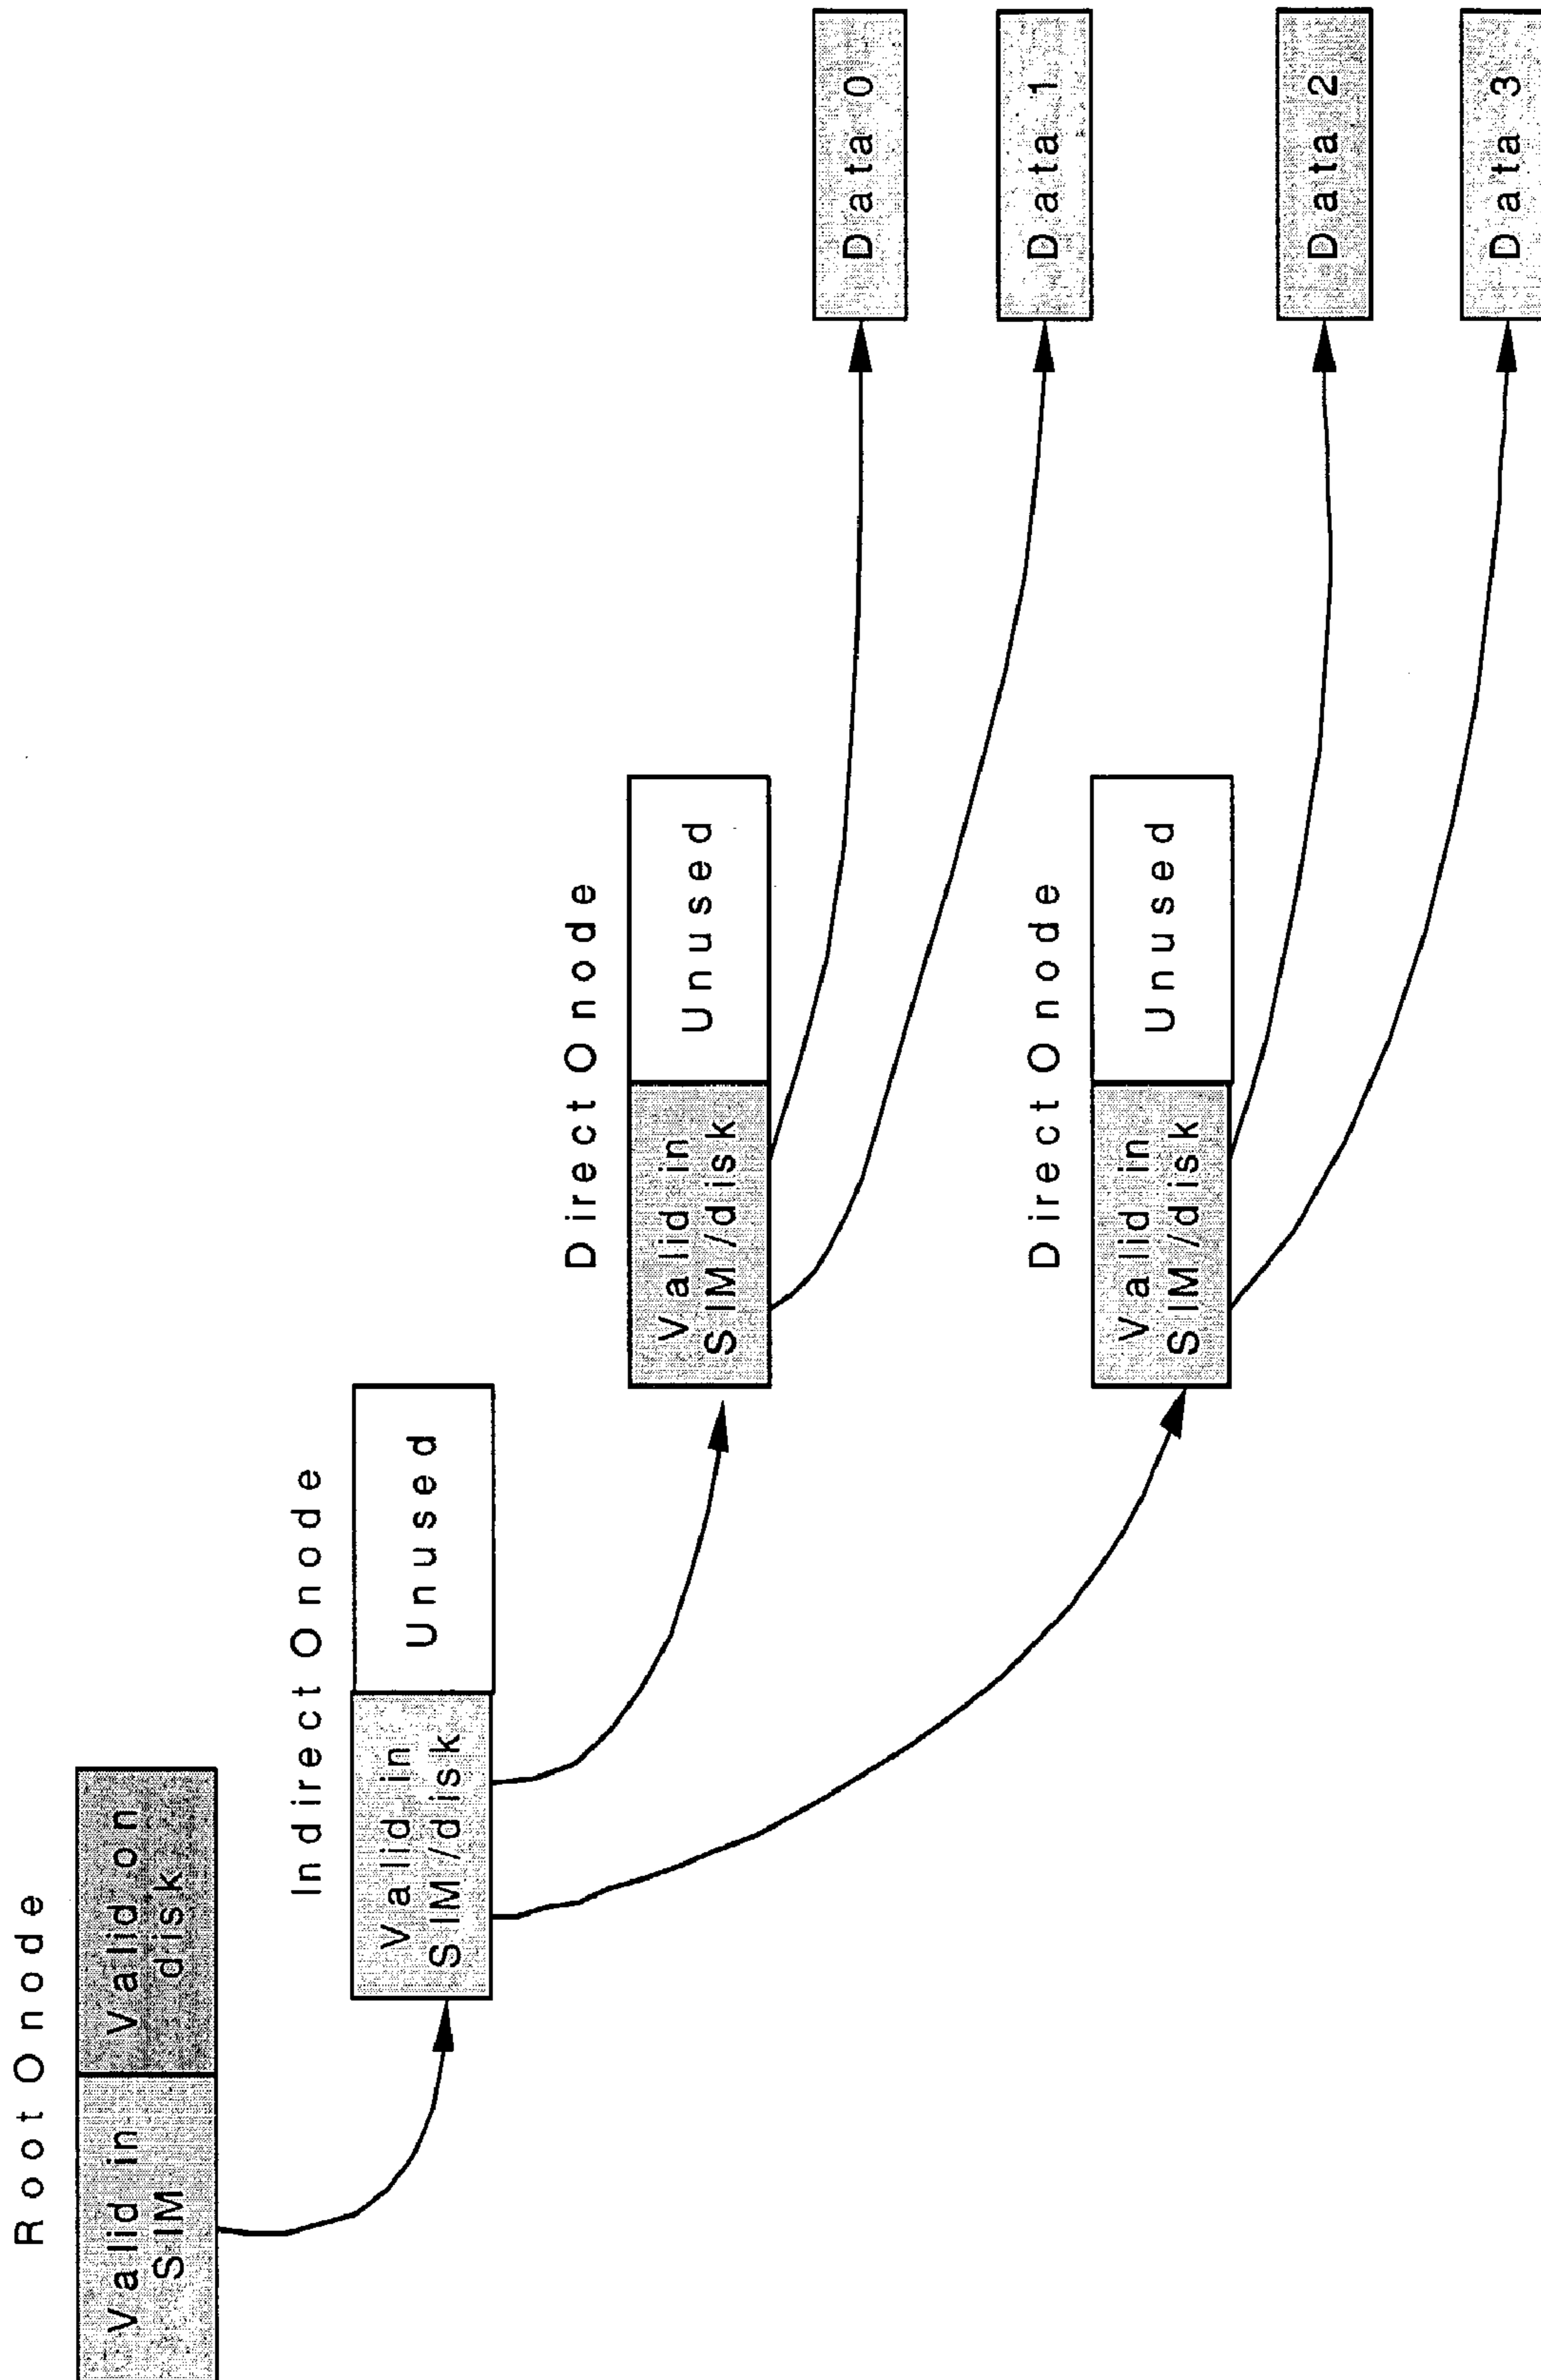 Root Onode
Valid in
SIM
Valid on
disk
Indirect Onode
Valid in
SIM/disk
Unused
Direct Onode
Valid in
SIM/disk
Unused
Data 0
Data 1
Direct Onode
Valid in
SIM/disk
Unused
Data 2
Data 3